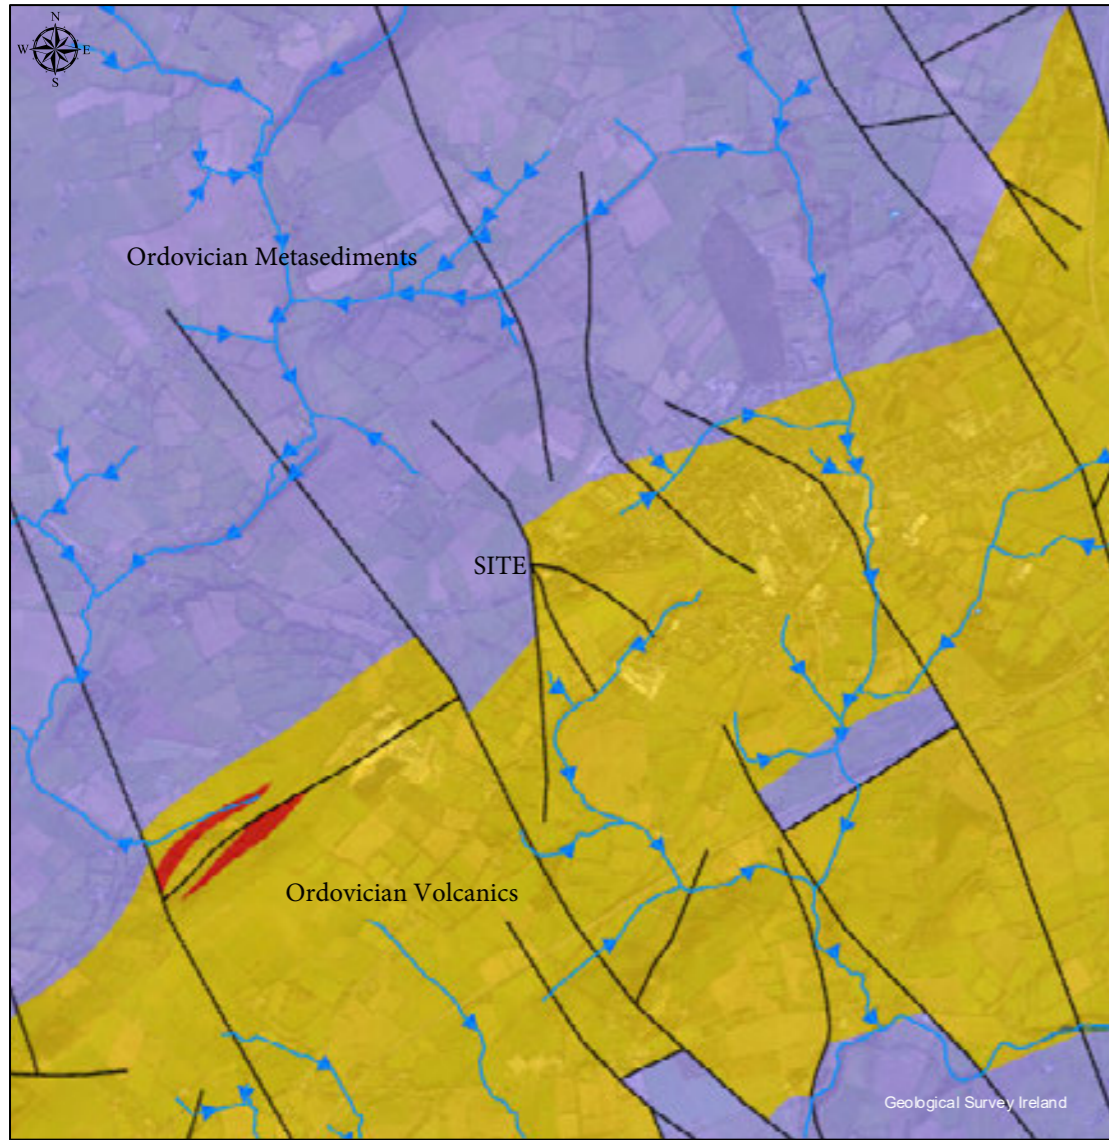 N
W E
S
Ordovician Metasediments
SITE
Ordovician Volcanics
Geological Survey Ireland